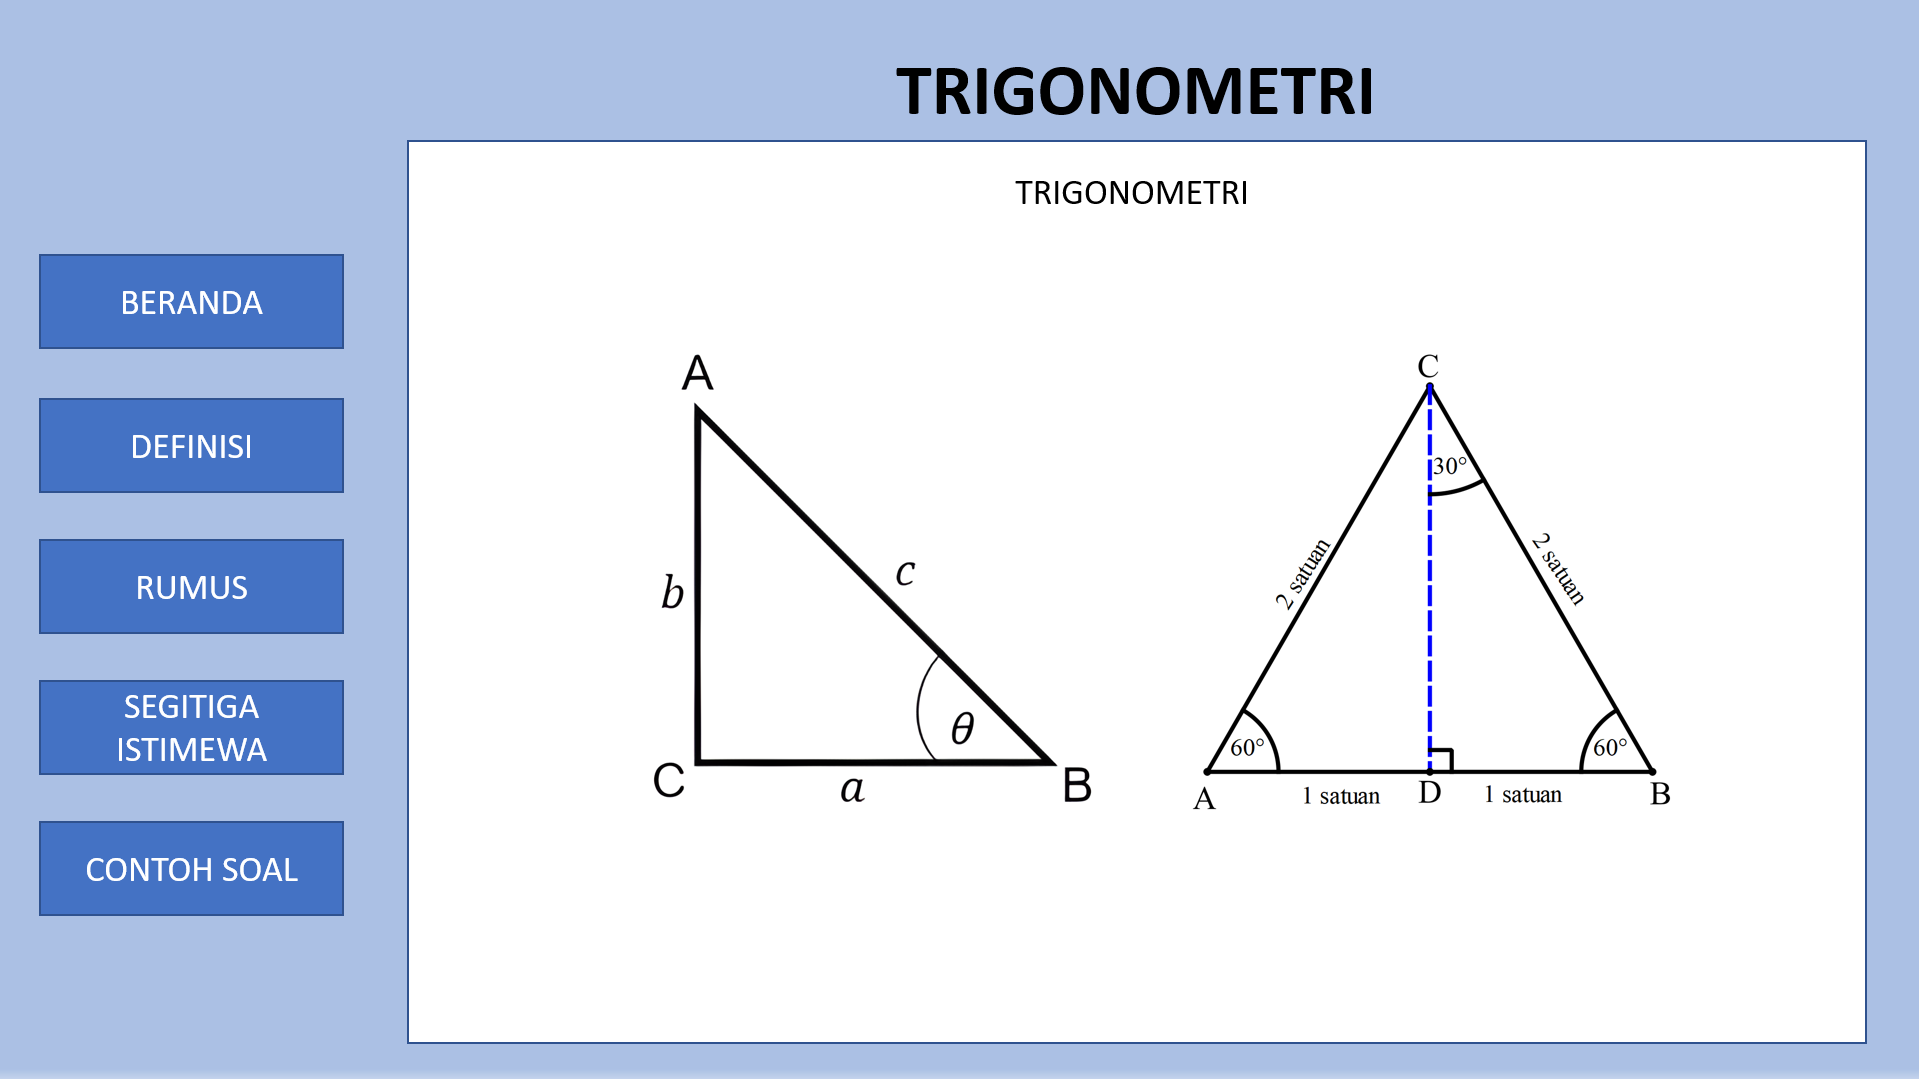 TRIGONOMETRI
BERANDA
DEFINISI
RUMUS
SEGITIGA
ISTIMEWA
CONTOH SOAL
TRIGONOMETRI
A
b
c
θ
C
a
B
C
30°
2 satuan
2 satuan
60°
60°
A
1 satuan
D
1 satuan
B